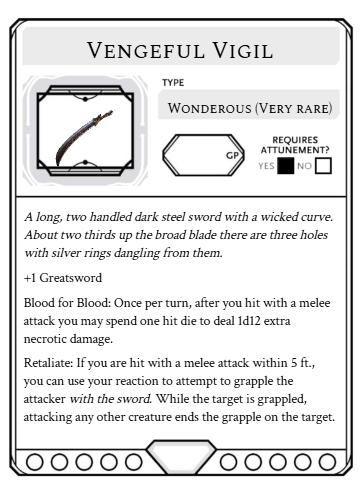 VENGEFUL VIGIL
TYPE
WONDEROUS (VERY RARE)
GP
REQUIRES
ATTUNEMENT?
YES NO
A long, two handled dark steel sword with a wicked curve.
About two thirds up the broad blade there are three holes
with silver rings dangling from them.
+1 Greatsword
Blood for Blood: Once per turn, after you hit with a melee
attack you may spend one hit die to deal 1d12 extra
necrotic damage.
Retaliate: If you are hit with a melee attack within 5 ft.,
you can use your reaction to attempt to grapple the
attacker with the sword. While the target is grappled,
attacking any other creature ends the grapple on the target.